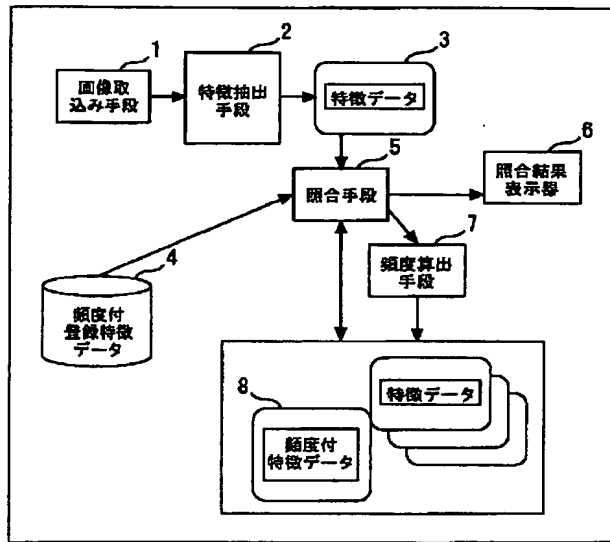 1
画像取
込み手段
2
特徴抽出
手段
3
特徴データ
5
照合手段
6
照合結果
表示器
7
頻度算出
手段
4
頻度付
登録特徴
データ
8
頻度付
特徴データ
特徴データ